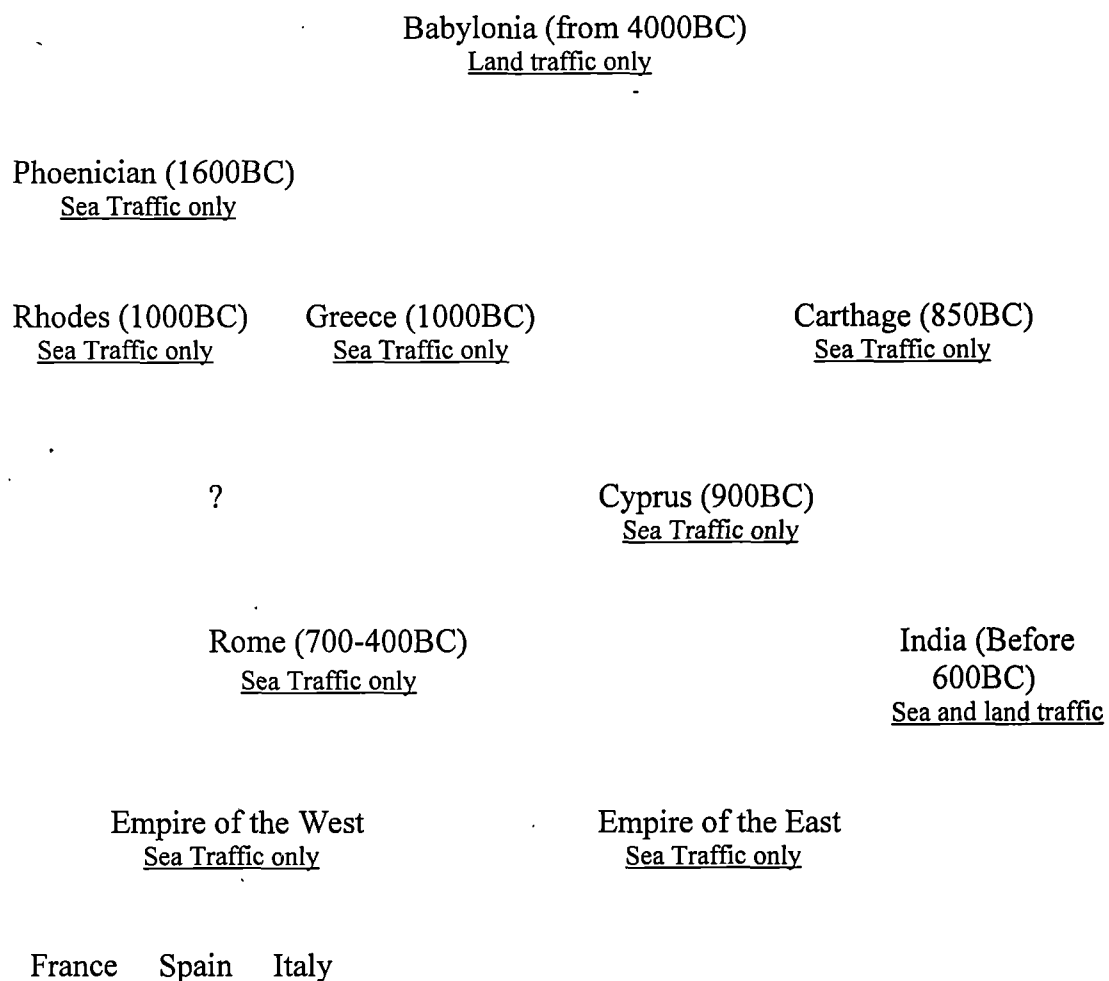 Babylonia (from 4000BC)
Land traffic only
Phoenician (1600BC)
Sea Traffic only
Rhodes (1000BC) Greece (1000BC) Carthage (850BC)
Sea Traffic only Sea Traffic only Sea Traffic only
? Cyprus (900BC)
Sea Traffic only
Rome (700-400BC) India (Before
Sea Traffic only 600BC)
Sea and land traffic
Empire of the West Empire of the East
Sea Traffic only Sea Traffic only
France Spain Italy